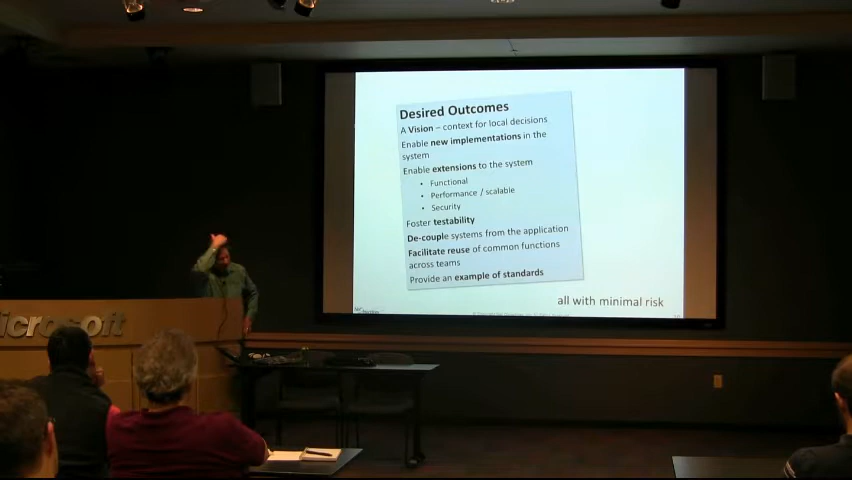 Desired Outcomes
A Vision – context for local decisions
Enable new implementations in the
system
Enable extensions to the system
• Functional
• Performance / scalable
• Security
Foster testability
De-couple systems from the application
Facilitate reuse of common functions
across teams
Provide an example of standards
all with minimal risk
icrosoft